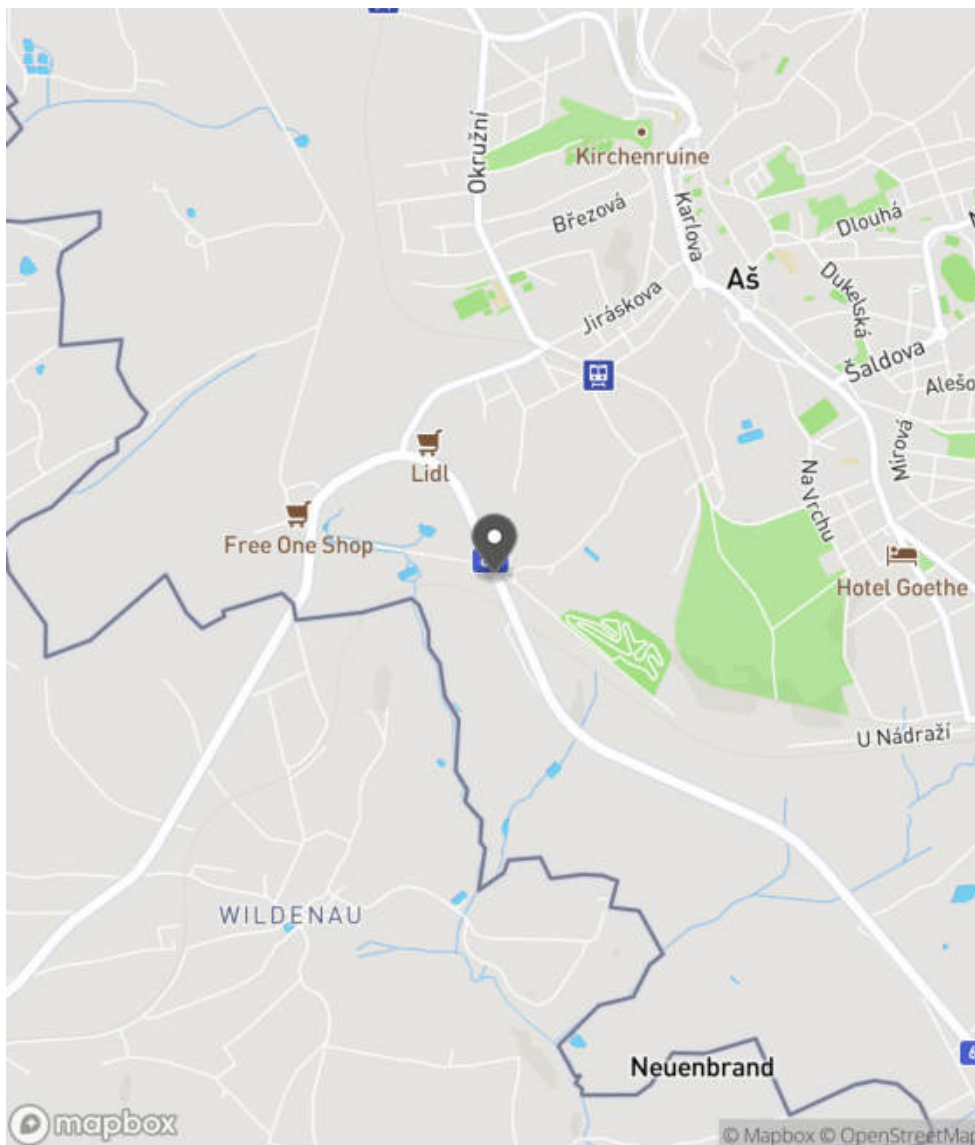 Okružní
Kirchenruine
Březová
Karlova
Dlouhá
Aš
Dukelská
Jiráskova
Šaldova
Mírová
Lidl
Na Vrchu
Free One Shop
Hotel Goethe
U Nádraží
WILDENAU
Neuenbrand
6
mapbox
© Mapbox © OpenStreetMap